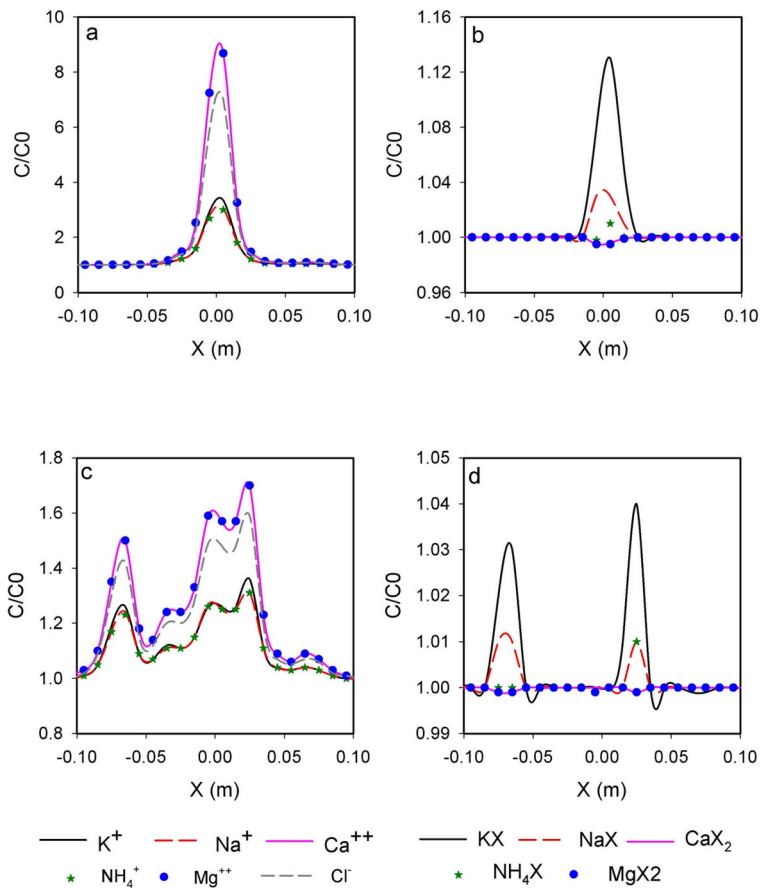 a
10
8
6
4
2
0
C/C0
-0.10 -0.05 0.00 0.05 0.10
X (m)
b
1.16
1.12
1.08
1.04
1.00
0.96
C/C0
-0.10 -0.05 0.00 0.05 0.10
X (m)
c
1.8
1.6
1.4
1.2
1.0
0.8
C/C0
-0.10 -0.05 0.00 0.05 0.10
X (m)
d
1.05
1.04
1.03
1.02
1.01
1.00
0.99
C/C0
-0.10 -0.05 0.00 0.05 0.10
X (m)
K⁺ Na⁺ Ca⁺⁺
NH₄⁺ Mg⁺⁺ Cl⁻
KX NaX CaX₂
NH₄X MgX2